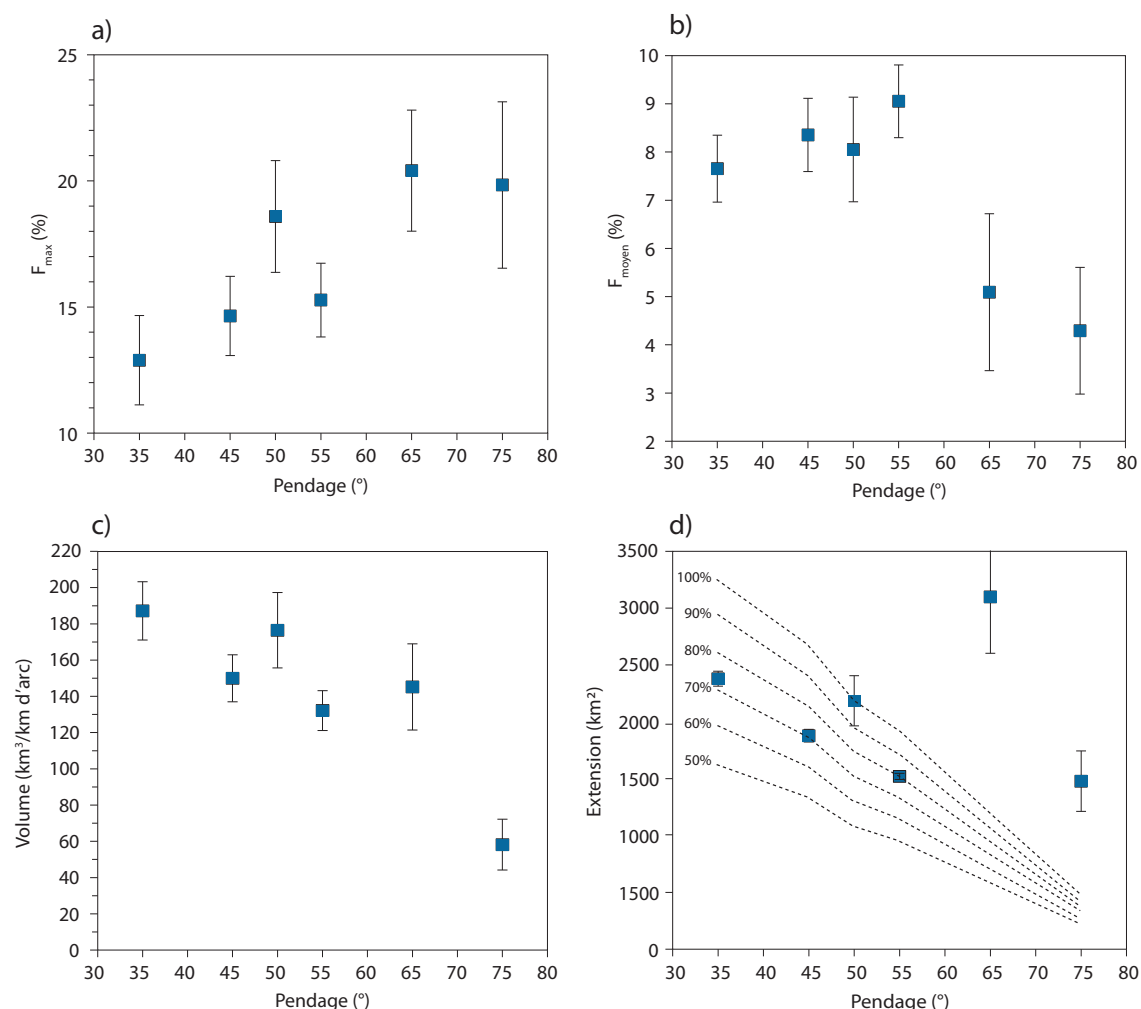 a)
25
20
15
10
30 35 40 45 50 55 60 65 70 75 80
Pendage (°)
Fmax (%)
b)
10
9
8
7
6
5
4
3
2
30 35 40 45 50 55 60 65 70 75 80
Pendage (°)
Fmoyen (%)
c)
220
200
180
160
140
120
100
80
60
40
20
0
30 35 40 45 50 55 60 65 70 75 80
Pendage (°)
Volume (km³/km d'arc)
d)
3500
3000
2500
2000
1500
1000
1500
0
100%
90%
80%
70%
60%
50%
30 35 40 45 50 55 60 65 70 75 80
Pendage (°)
Extension (km²)